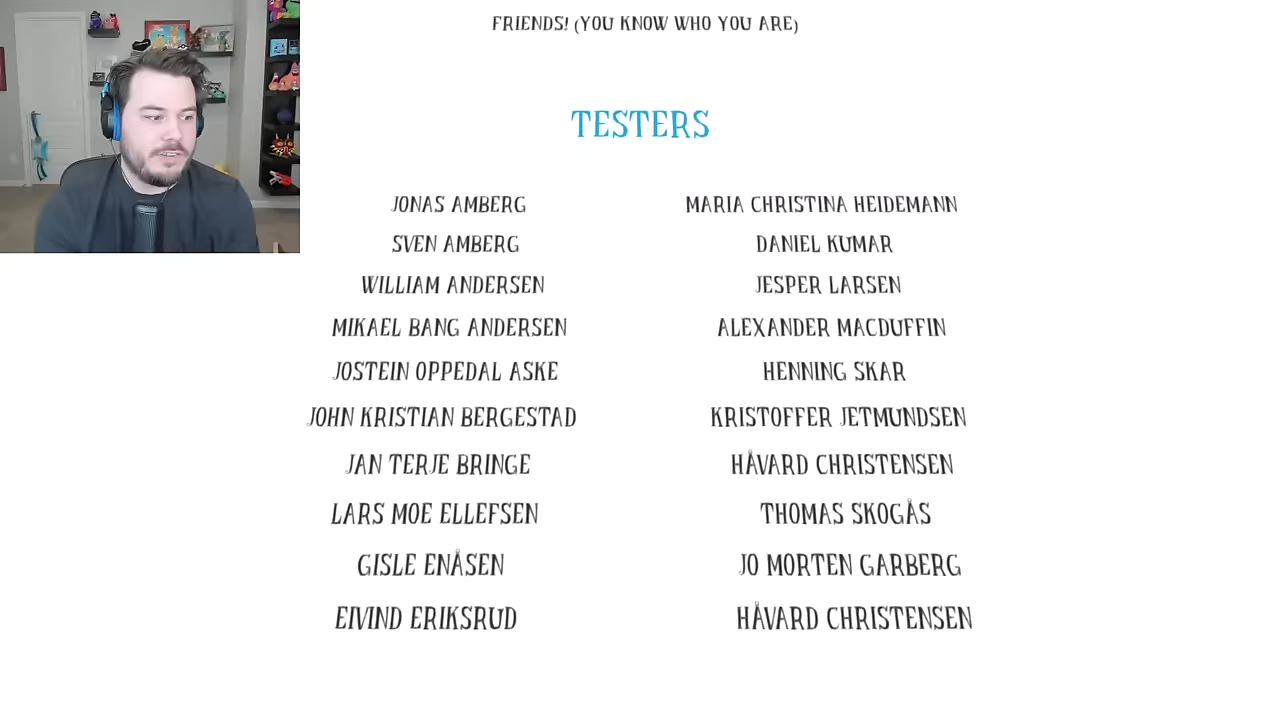 FRIENDS! (YOU KNOW WHO YOU ARE)
TESTERS
JONAS AMBERG
MARIA CHRISTINA HEIDEMANN
SVEN AMBERG
DANIEL KUMAR
WILLIAM ANDERSEN
JESPER LARSEN
MIKAEL BANG ANDERSEN
ALEXANDER MACDUFFIN
JOSTEIN OPPEDAL ASKE
HENNING SKAR
JOHN KRISTIAN BERGESTAD
KRISTOFFER JETMUNDSEN
JAN TERJE BRINGE
HÅVARD CHRISTENSEN
LARS MOE ELLEFSEN
THOMAS SKOGÅS
GISLE ENÅSEN
JO MORTEN GARBERG
EIVIND ERIKSRUD
HÅVARD CHRISTENSEN